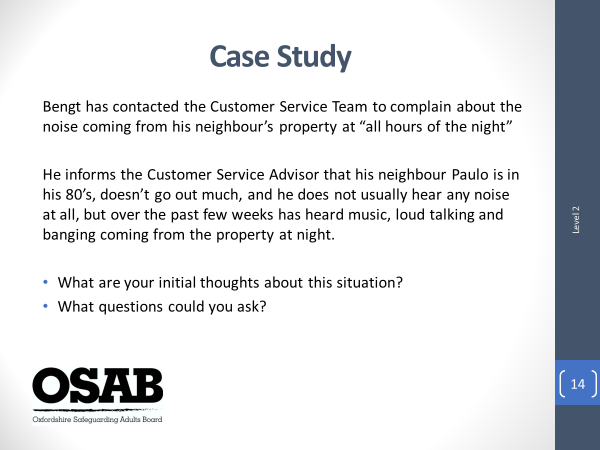 Case Study
Bengt has contacted the Customer Service Team to complain about the
noise coming from his neighbour’s property at “all hours of the night”
He informs the Customer Service Advisor that his neighbour Paulo is in
his 80’s, doesn’t go out much, and he does not usually hear any noise
at all, but over the past few weeks has heard music, loud talking and
banging coming from the property at night.
• What are your initial thoughts about this situation?
• What questions could you ask?
Level 2
14
OSAB
Oxfordshire Safeguarding Adults Board